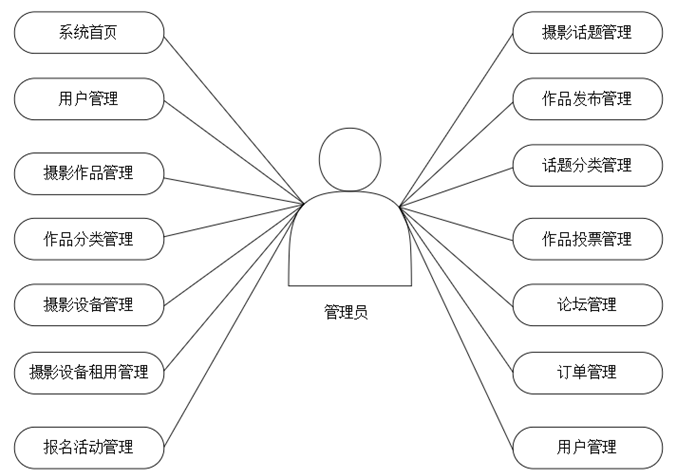 系统首页
用户管理
摄影作品管理
作品分类管理
摄影设备管理
摄影设备租用管理
报名活动管理
管理员
摄影话题管理
作品发布管理
话题分类管理
作品投票管理
论坛管理
订单管理
用户管理